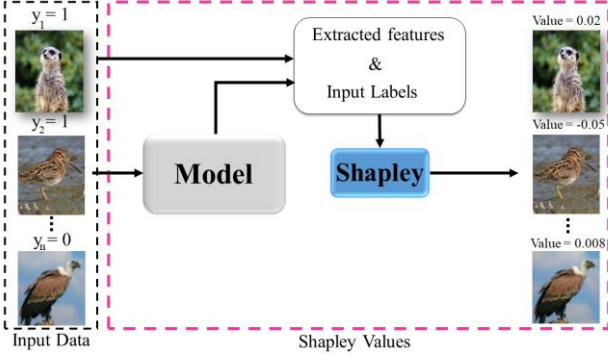 y1 = 1
y2 = 1
yn = 0
Input Data
Model
Extracted features
&
Input Labels
Shapley
Value = 0.02
Value = -0.05
Value = 0.008
Shapley Values